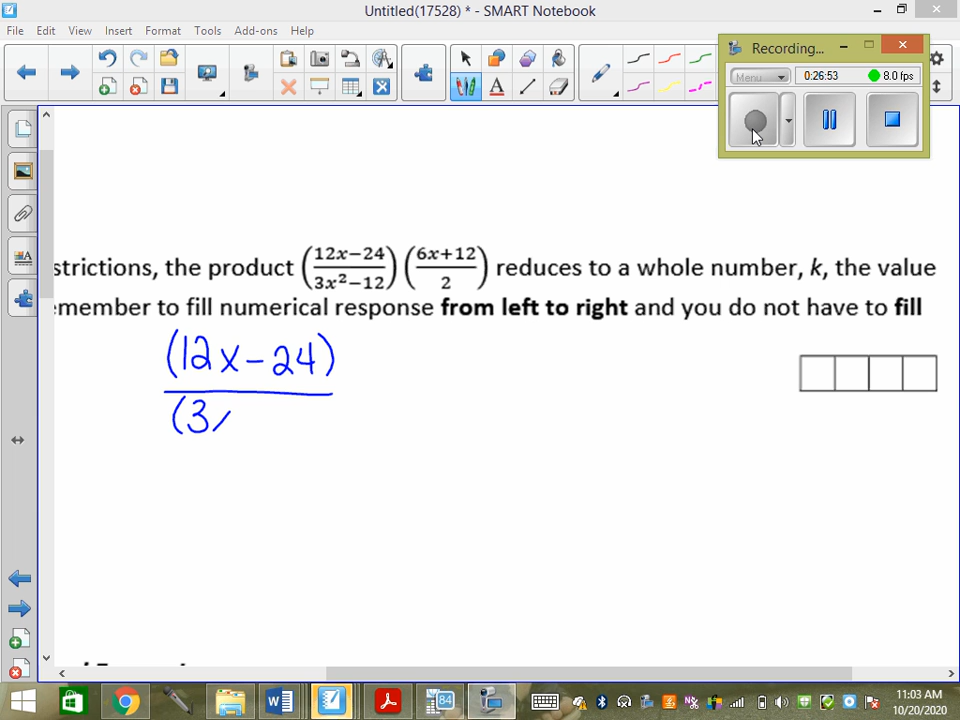 Untitled(17528) * - SMART Notebook
File Edit View Insert Format Tools Add-ons Help
Recording...
Menu 0:26:53 8.0 fps
strictions, the product ((12x−24)/(3x²−12)) ((6x+12)/2) reduces to a whole number, k, the value
emember to fill numerical response from left to right and you do not have to fill
(12x − 24)
(3
11:03 AM
10/20/2020